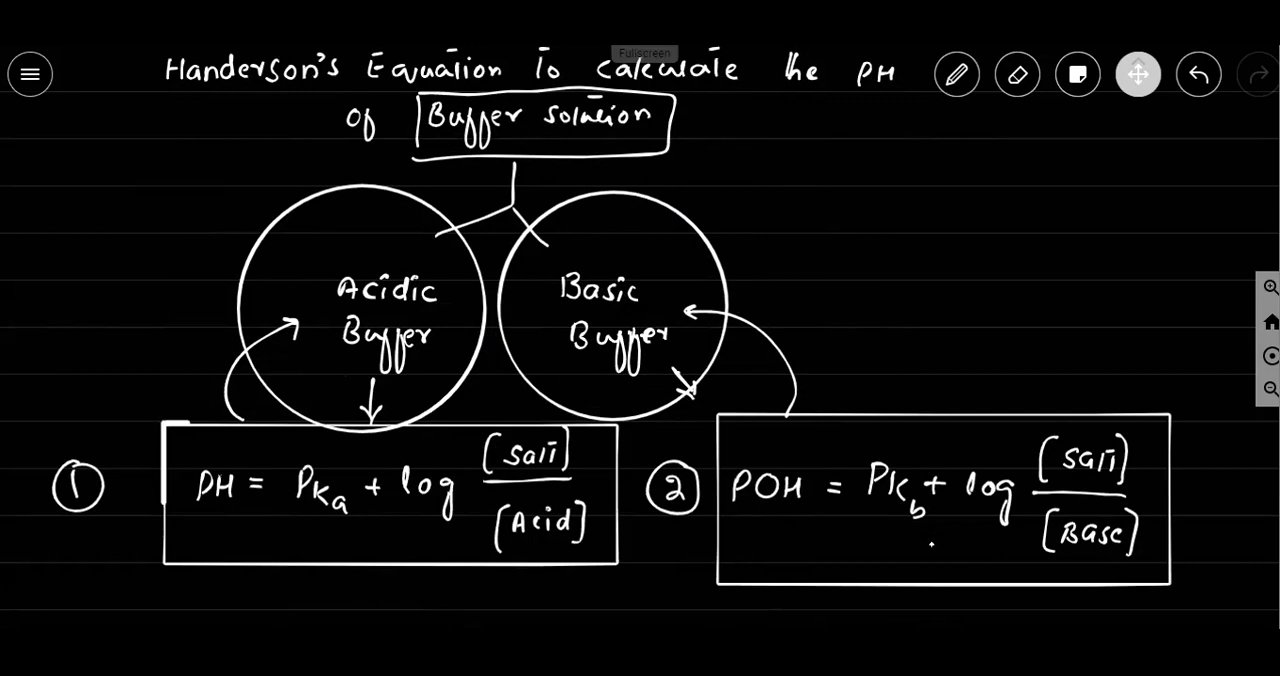 Fullscreen
Handerson's Equation To calculate the PH
of Buffer solution
Acidic
Buffer
Basic
Buffer
① PH = PKa + log [Salt] / [Acid]
② POH = PKb + log [Salt] / [Base]